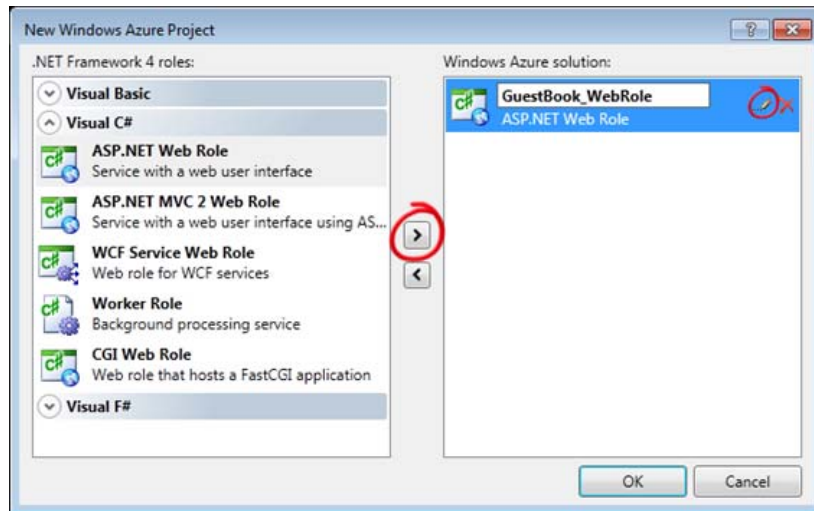 New Windows Azure Project
.NET Framework 4 roles:
Visual Basic
Visual C#
ASP.NET Web Role
Service with a web user interface
ASP.NET MVC 2 Web Role
Service with a web user interface using AS...
WCF Service Web Role
Web role for WCF services
Worker Role
Background processing service
CGI Web Role
Web role that hosts a FastCGI application
Visual F#
Windows Azure solution:
GuestBook_WebRole
ASP.NET Web Role
OK
Cancel